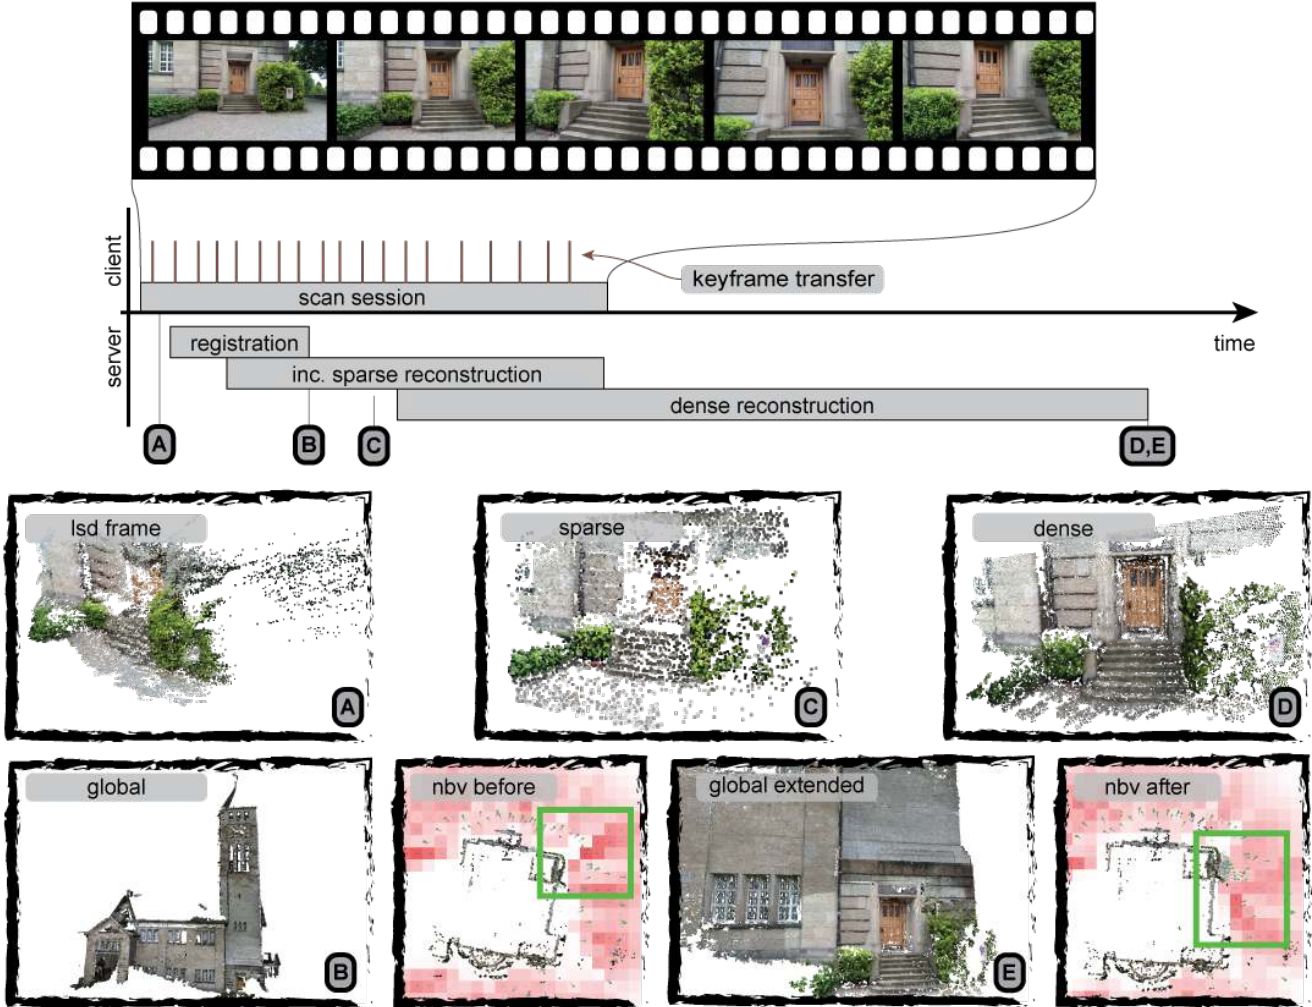 client
keyframe transfer
scan session
time
server
registration
inc. sparse reconstruction
dense reconstruction
A
B
C
D,E
lsd frame
A
sparse
C
dense
D
global
B
nbv before
global extended
E
nbv after